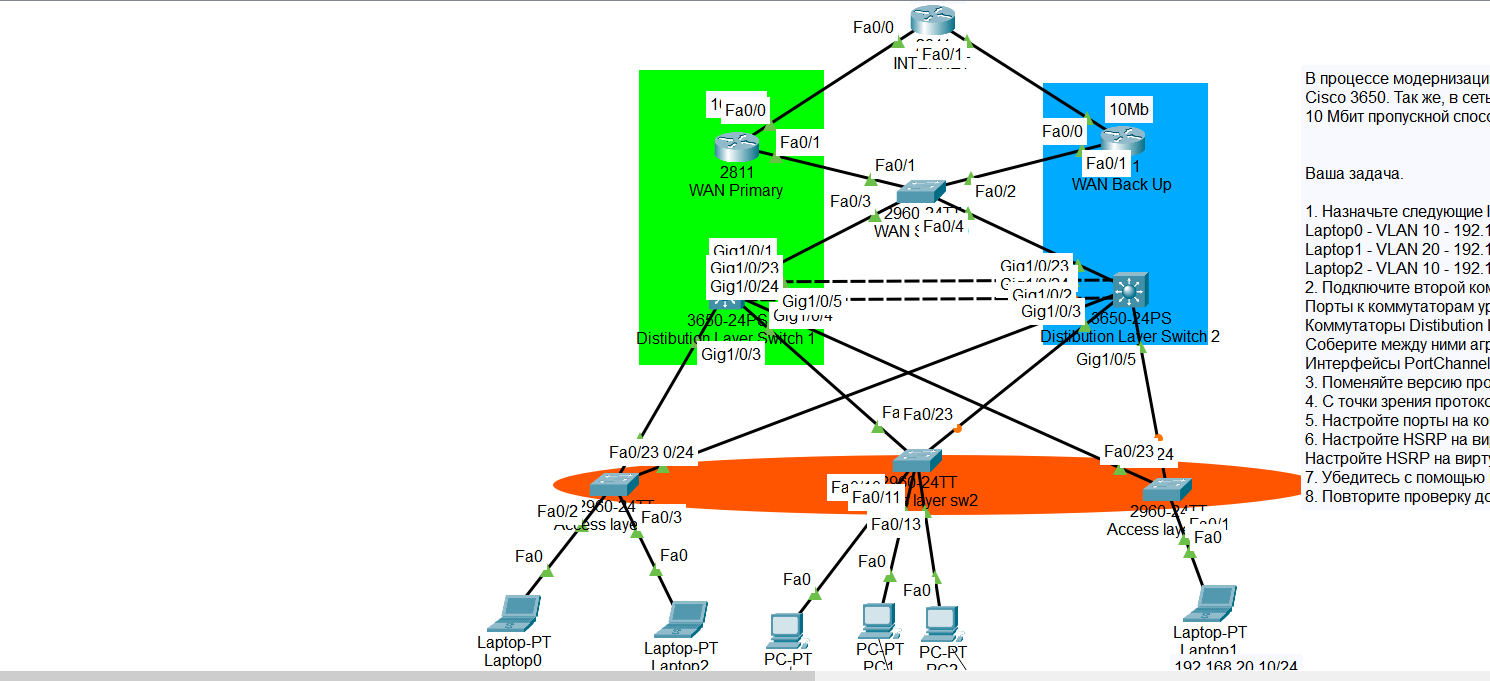 Fa0/0
Fa0/1
10Mb
Fa0/0
Fa0/0
Fa0/1
Fa0/1
2811
WAN Primary
Fa0/1
WAN Back Up
Fa0/2
Fa0/3
2960-24TT
WAN
Fa0/4
Gig1/0/1
Gig1/0/23
Gig1/0/24
Gig1/0/23
Gig1/0/2
Gig1/0/3
Gig1/0/5
Gig1/0/4
3650-24PS
Distibution Layer Switch 1
3650-24PS
Distibution Layer Switch 2
Gig1/0/3
Gig1/0/5
Fa0/23
Fa0/23
0/24
Fa0/23
24
2960-24TT
layer sw2
2960-24TT
2960-24TT
Access lay
Fa0/2
Fa0/3
Fa0/11
Fa0/13
Fa0/1
Fa0
Fa0
Fa0
Fa0
Fa0
Fa0
Laptop-PT
Laptop0
Laptop-PT
Laptop2
PC-PT
PC-PT
PC1
PC-PT
PC2
Laptop-PT
Laptop1
192.168.20.10/24
В процессе модернизаци
Cisco 3650. Так же, в сеть
10 Мбит пропускной спосо
Ваша задача.
1. Назначьте следующие I
Laptop0 - VLAN 10 - 192.1
Laptop1 - VLAN 20 - 192.1
Laptop2 - VLAN 10 - 192.1
2. Подключите второй ком
Порты к коммутаторам ур
Коммутаторы Distibution l
Соберите между ними агр
Интерфейсы PortChannel
3. Поменяйте версию про
4. С точки зрения протоко
5. Настройте порты на ко
6. Настройте HSRP на ви
Настройте HSRP на вирту
7. Убедитесь с помощью
8. Повторите проверку до